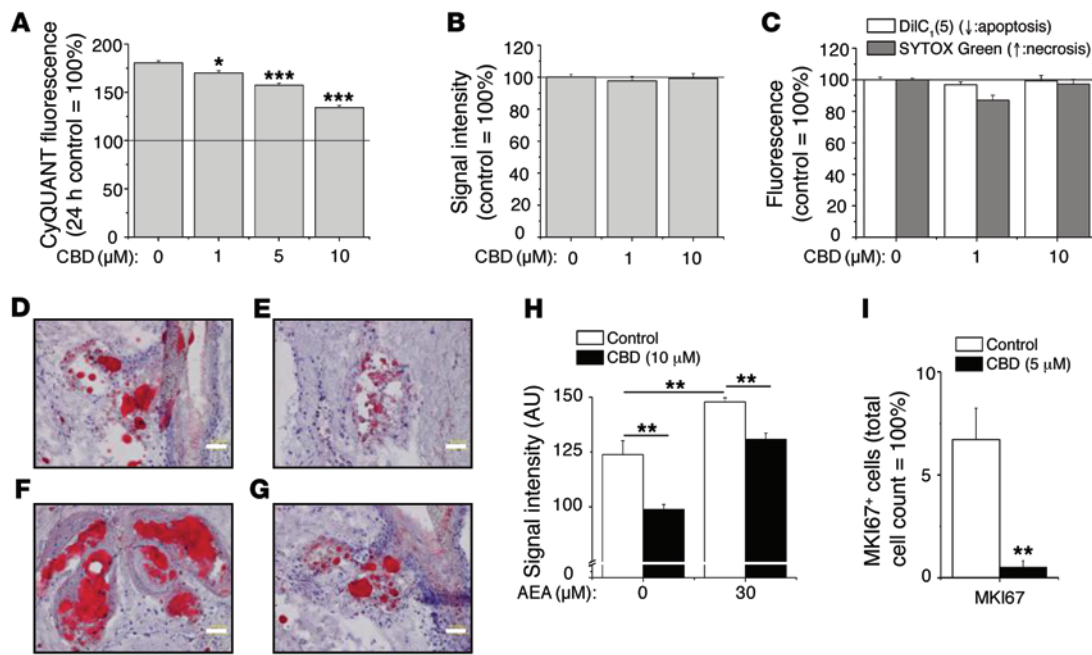 A
CyQUANT fluorescence
(24 h control = 100%)
200
150
100
150
0
***
***
*
CBD (µM): 0 1 5 10
B
Signal intensity
(control = 100%)
120
100
80
60
40
20
0
CBD (µM): 0 1 10
C
DilC1(5) (↓:apoptosis)
SYTOX Green (↑:necrosis)
Fluorescence
(control = 100%)
120
100
80
60
40
20
0
CBD (µM): 0 1 10
D
E
F
G
H
Control
CBD (10 µM)
Signal intensity (AU)
150
125
100
0
**
**
**
AEA (µM): 0 30
I
Control
CBD (5 µM)
MKI67+ cells (total
cell count = 100%)
10
5
0
**
MKI67